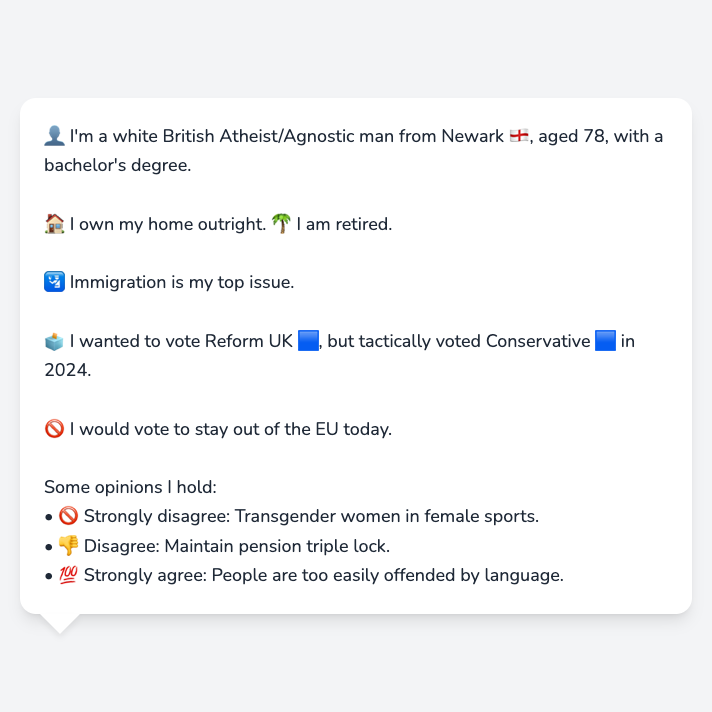 👤 I'm a white British Atheist/Agnostic man from Newark 🏴󠁧󠁢󠁥󠁮󠁧󠁿, aged 78, with a
bachelor's degree.
🏠 I own my home outright. 🌴 I am retired.
🛂 Immigration is my top issue.
🗳️ I wanted to vote Reform UK 🟦, but tactically voted Conservative 🟦 in
2024.
🚫 I would vote to stay out of the EU today.
Some opinions I hold:
• 🚫 Strongly disagree: Transgender women in female sports.
• 👎 Disagree: Maintain pension triple lock.
• 💯 Strongly agree: People are too easily offended by language.